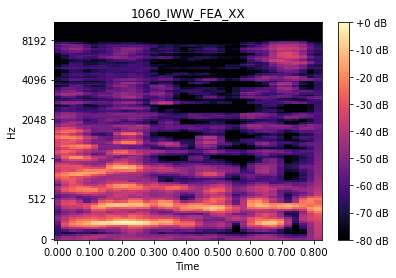 1060_IWW_FEA_XX
Hz
8192
4096
2048
1024
512
0
0.000 0.100 0.200 0.300 0.400 0.500 0.600 0.700 0.800
Time
+0 dB
-10 dB
-20 dB
-30 dB
-40 dB
-50 dB
-60 dB
-70 dB
-80 dB